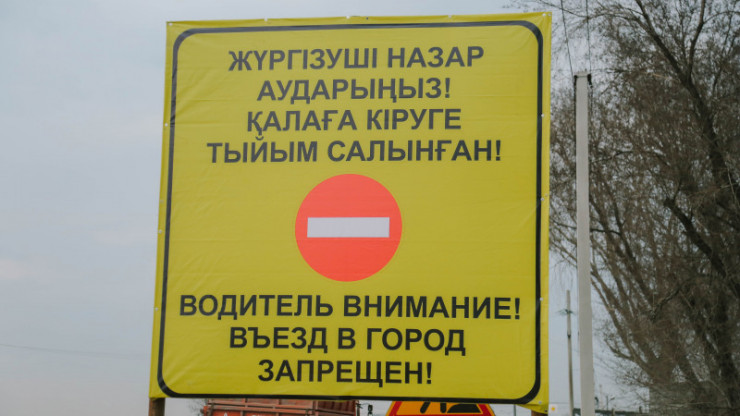 ЖҮРГІЗУШІ НАЗАР
АУДАРЫҢЫЗ!
ҚАЛАҒА КІРУГЕ
ТЫЙЫМ САЛЫНҒАН!
ВОДИТЕЛЬ ВНИМАНИЕ!
ВЪЕЗД В ГОРОД
ЗАПРЕЩЕН!